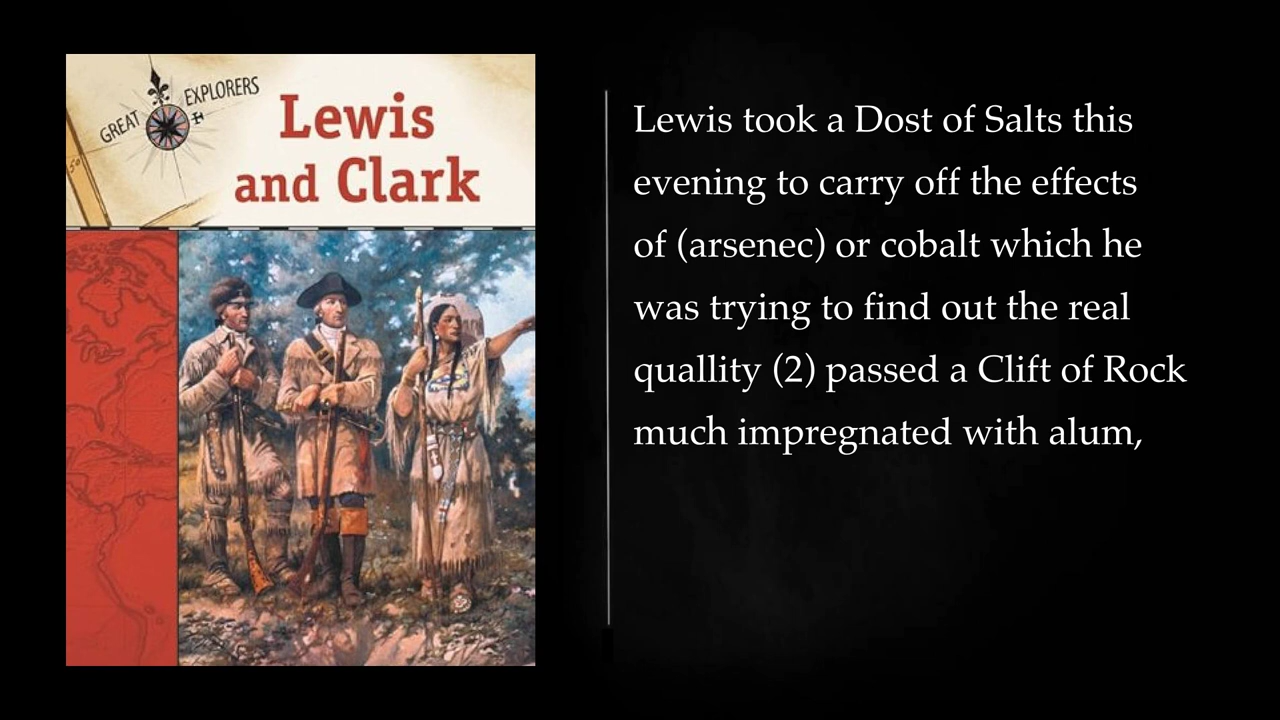 GREAT EXPLORERS
Lewis
and Clark
50
Lewis took a Dost of Salts this
evening to carry off the effects
of (arsenec) or cobalt which he
was trying to find out the real
quallity (2) passed a Clift of Rock
much impregnated with alum,